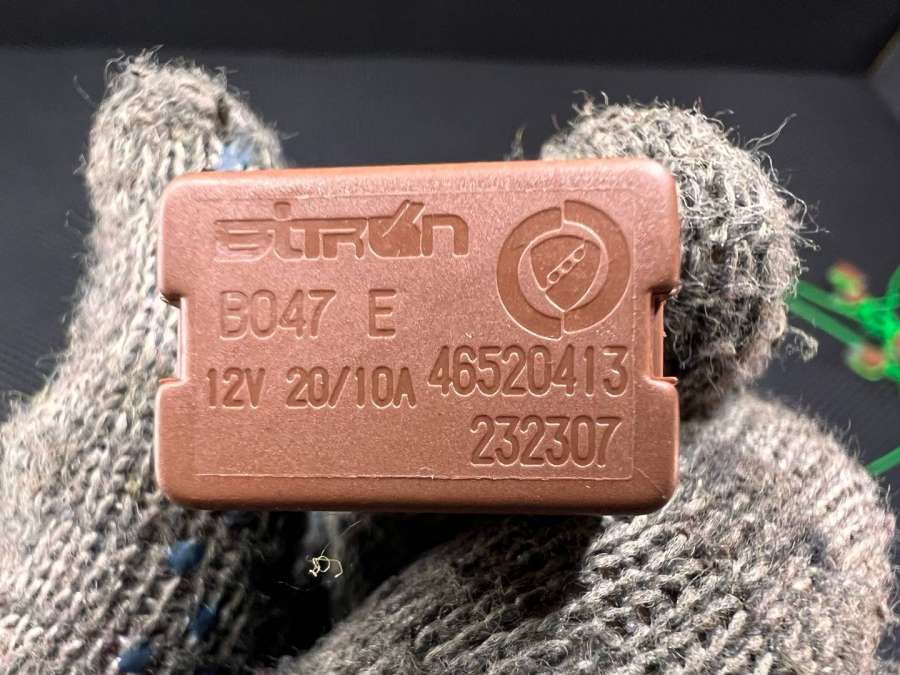 BITRON
B047 E
12V 20/10A 46520413
232307